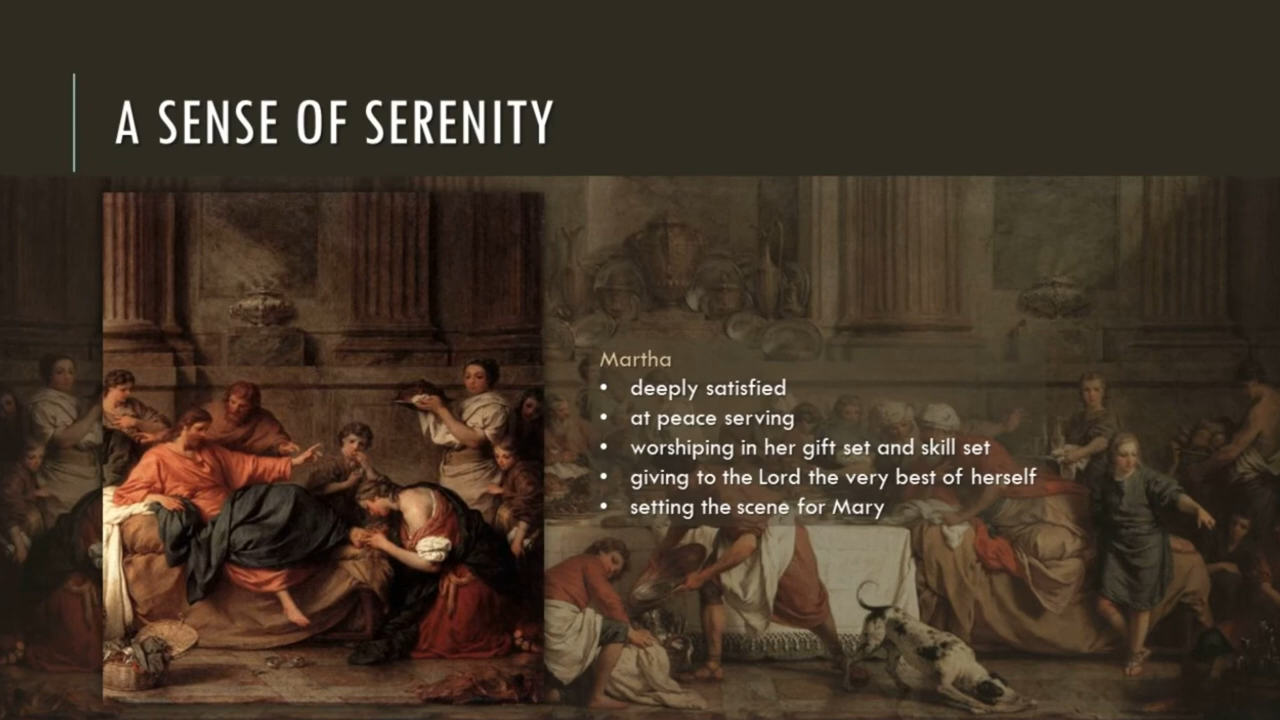 A SENSE OF SERENITY
Martha
• deeply satisfied
• at peace serving
• worshiping in her gift set and skill set
• giving to the Lord the very best of herself
• setting the scene for Mary